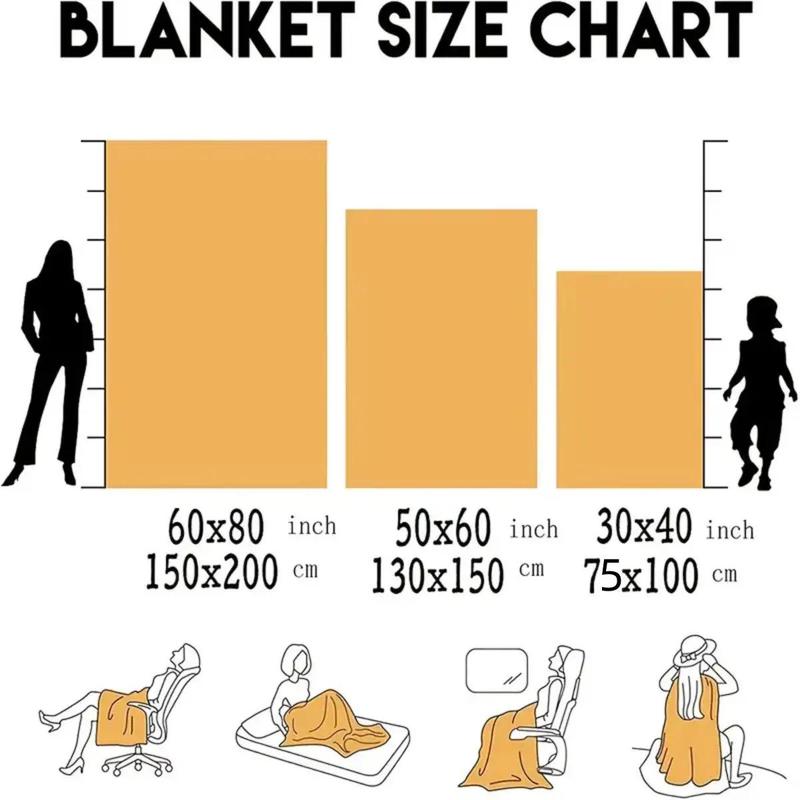 BLANKET SIZE CHART
60x80 inch
150x200 cm
50x60 inch
130x150 cm
30x40 inch
75x100 cm